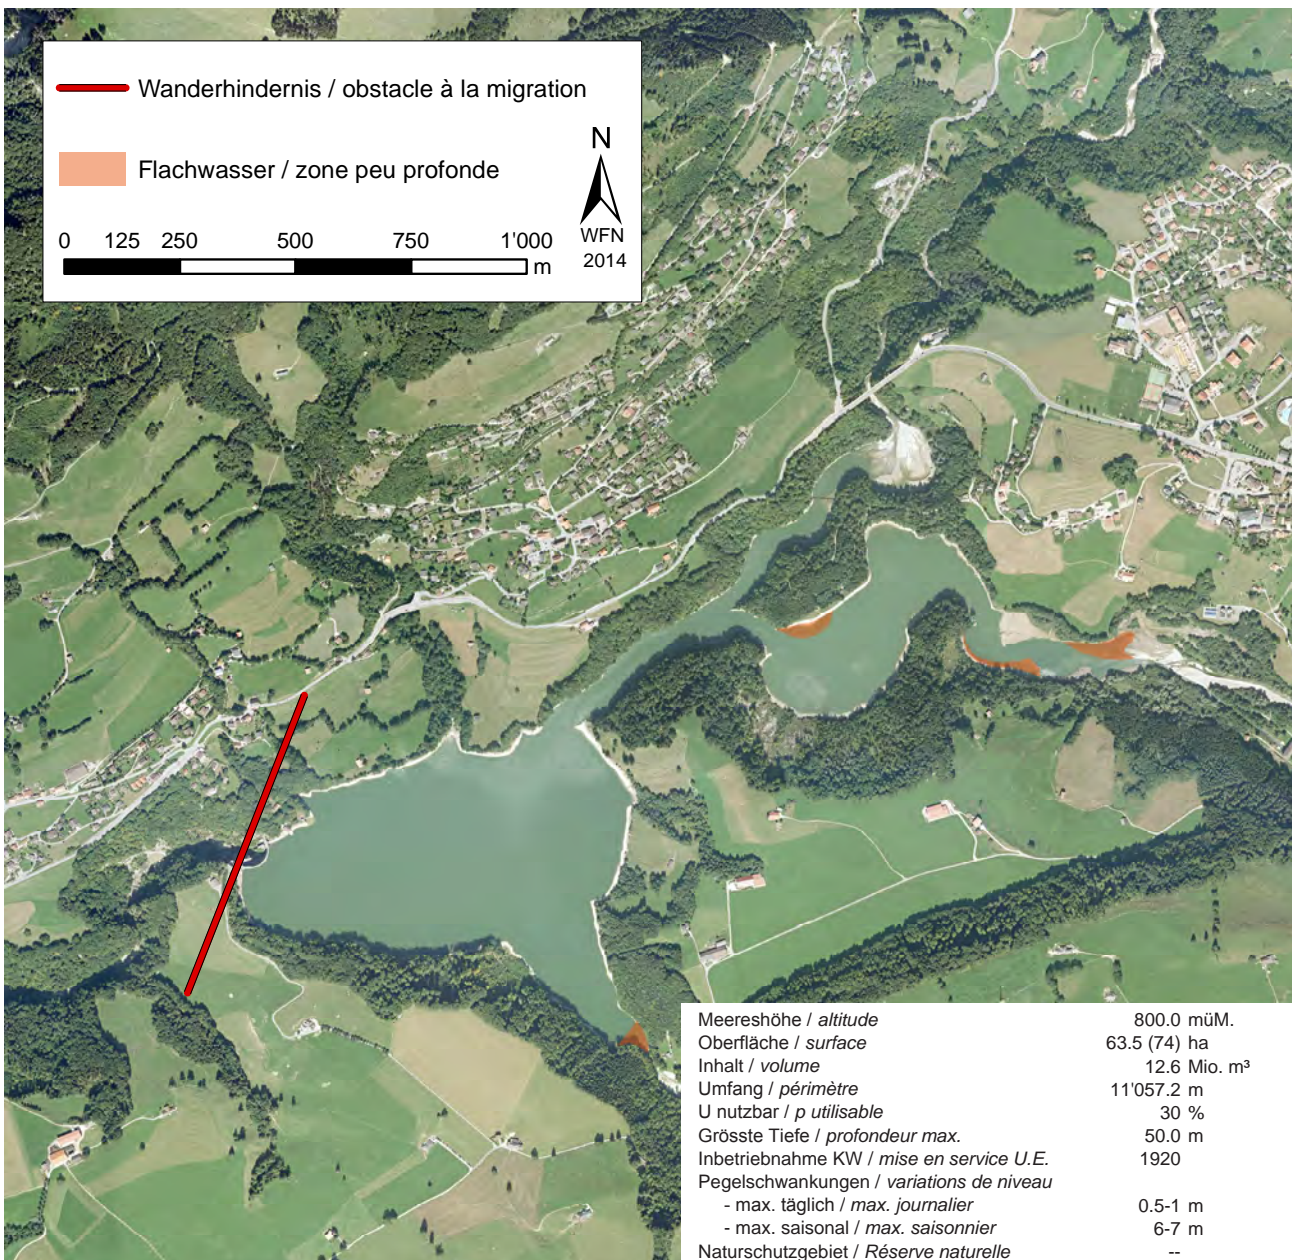 Wanderhindernis / obstacle à la migration
Flachwasser / zone peu profonde
N
WFN
2014
0 125 250 500 750 1'000
m
Meereshöhe / altitude 800.0 müM.
Oberfläche / surface 63.5 (74) ha
Inhalt / volume 12.6 Mio. m³
Umfang / périmètre 11'057.2 m
U nutzbar / p utilisable 30 %
Grösste Tiefe / profondeur max. 50.0 m
Inbetriebnahme KW / mise en service U.E. 1920
Pegelschwankungen / variations de niveau
- max. täglich / max. journalier 0.5-1 m
- max. saisonal / max. saisonnier 6-7 m
Naturschutzgebiet / Réserve naturelle --